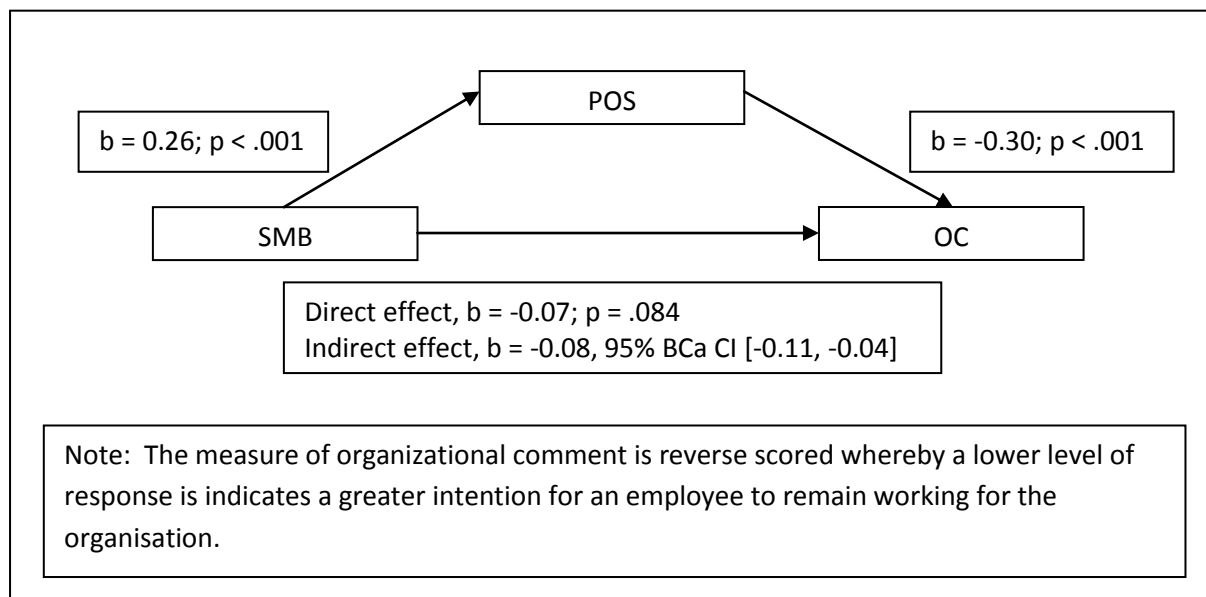 POS
b = 0.26; p < .001
b = -0.30; p < .001
SMB
OC
Direct effect, b = -0.07; p = .084
Indirect effect, b = -0.08, 95% BCa CI [-0.11, -0.04]
Note:  The measure of organizational comment is reverse scored whereby a lower level of
response is indicates a greater intention for an employee to remain working for the
organisation.